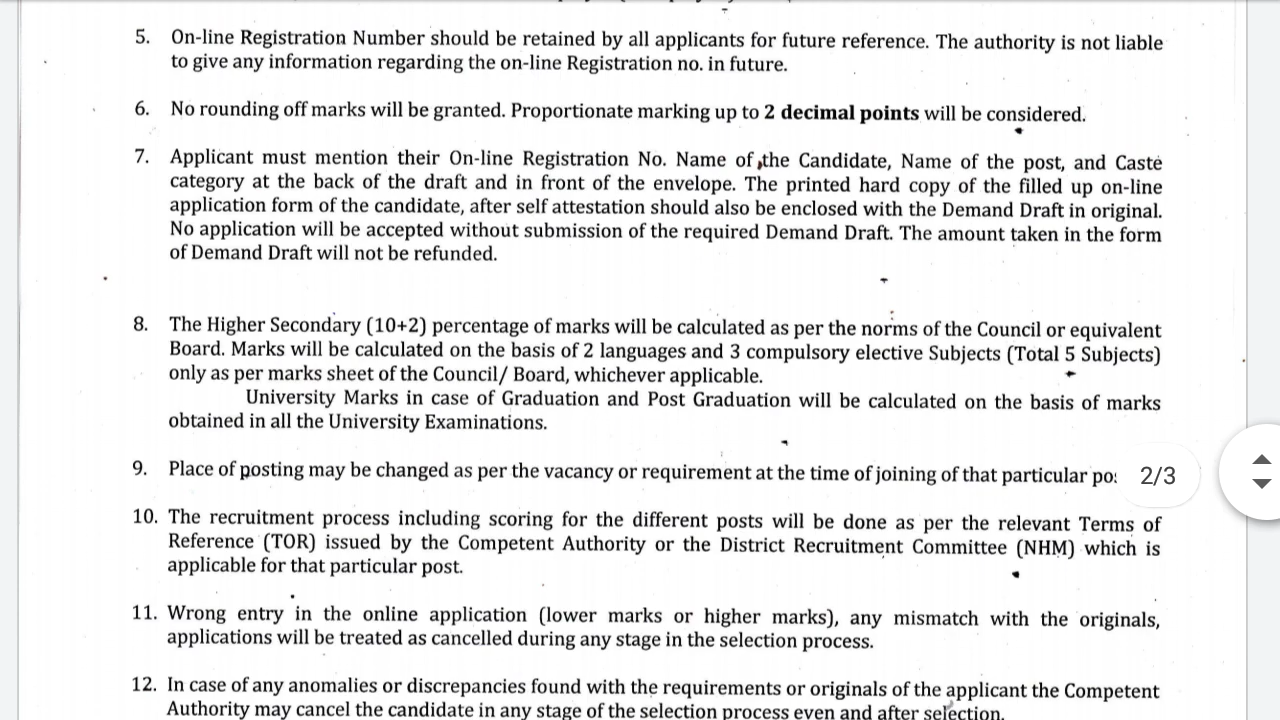 5. On-line Registration Number should be retained by all applicants for future reference. The authority is not liable
to give any information regarding the on-line Registration no. in future.
6. No rounding off marks will be granted. Proportionate marking up to 2 decimal points will be considered.
7. Applicant must mention their On-line Registration No. Name of the Candidate, Name of the post, and Caste
category at the back of the draft and in front of the envelope. The printed hard copy of the filled up on-line
application form of the candidate, after self attestation should also be enclosed with the Demand Draft in original.
No application will be accepted without submission of the required Demand Draft. The amount taken in the form
of Demand Draft will not be refunded.
8. The Higher Secondary (10+2) percentage of marks will be calculated as per the norms of the Council or equivalent
Board. Marks will be calculated on the basis of 2 languages and 3 compulsory elective Subjects (Total 5 Subjects)
only as per marks sheet of the Council/ Board, whichever applicable.
University Marks in case of Graduation and Post Graduation will be calculated on the basis of marks
obtained in all the University Examinations.
9. Place of posting may be changed as per the vacancy or requirement at the time of joining of that particular
2/3
10. The recruitment process including scoring for the different posts will be done as per the relevant Terms of
Reference (TOR) issued by the Competent Authority or the District Recruitment Committee (NHM) which is
applicable for that particular post.
11. Wrong entry in the online application (lower marks or higher marks), any mismatch with the originals,
applications will be treated as cancelled during any stage in the selection process.
12. In case of any anomalies or discrepancies found with the requirements or originals of the applicant the Competent
Authority may cancel the candidate in any stage of the selection process even and after selection.